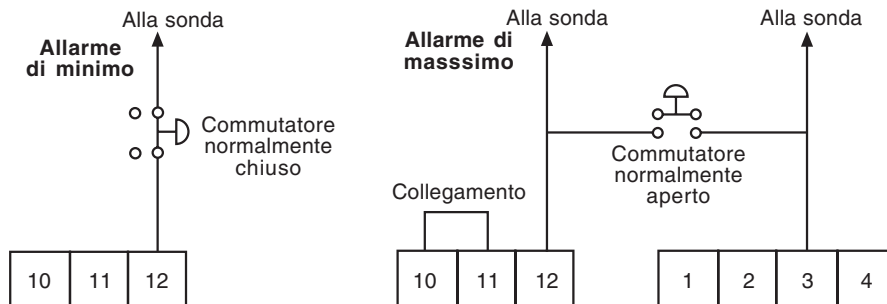 Alla sonda
Allarme
di minimo
Commutatore
normalmente
chiuso
10 11 12
Alla sonda
Alla sonda
Allarme di
masssimo
Commutatore
normalmente
aperto
Collegamento
10 11 12
1 2 3 4